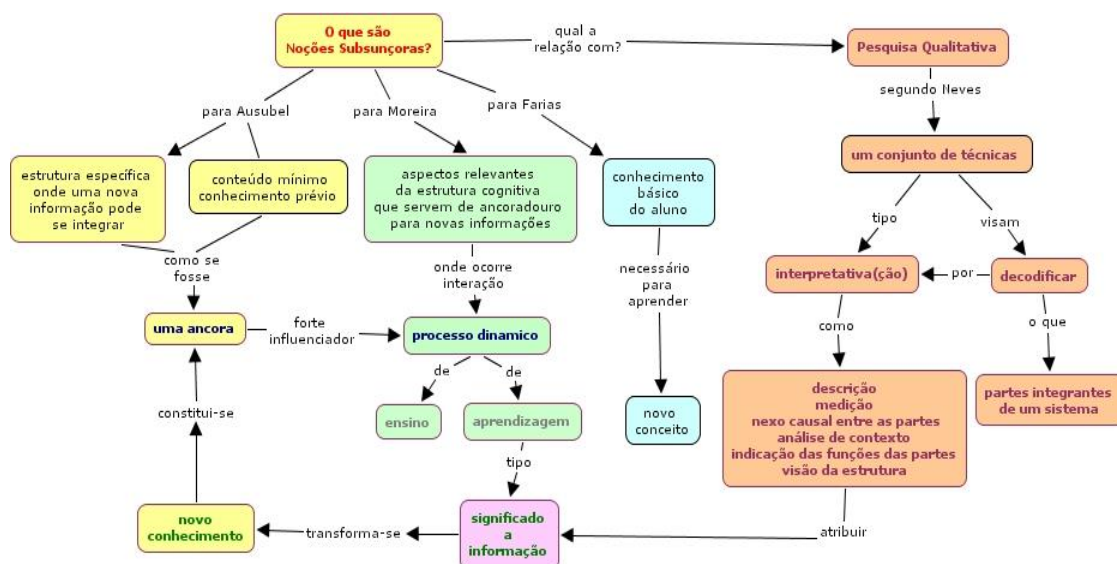 O que são
Noções Subsunçoras?
qual a
relação com?
Pesquisa Qualitativa
para Ausubel
para Moreira
para Farias
segundo Neves
estrutura específica
onde uma nova
informação pode
se integrar
conteúdo mínimo
conhecimento prévio
aspectos relevantes
da estrutura cognitiva
que servem de ancoradouro
para novas informações
conhecimento
básico
do aluno
um conjunto de técnicas
como se
fosse
onde ocorre
interação
necessário
para
aprender
tipo
visam
interpretativa(ção)
por
decodificar
uma ancora
forte
influenciador
processo dinamico
como
o que
de
de
constitui-se
ensino
aprendizagem
novo
conceito
descrição
medição
nexo causal entre as partes
análise de contexto
indicação das funções das partes
visão da estrutura
partes integrantes
de um sistema
tipo
novo
conhecimento
transforma-se
significado
a
informação
atribuir